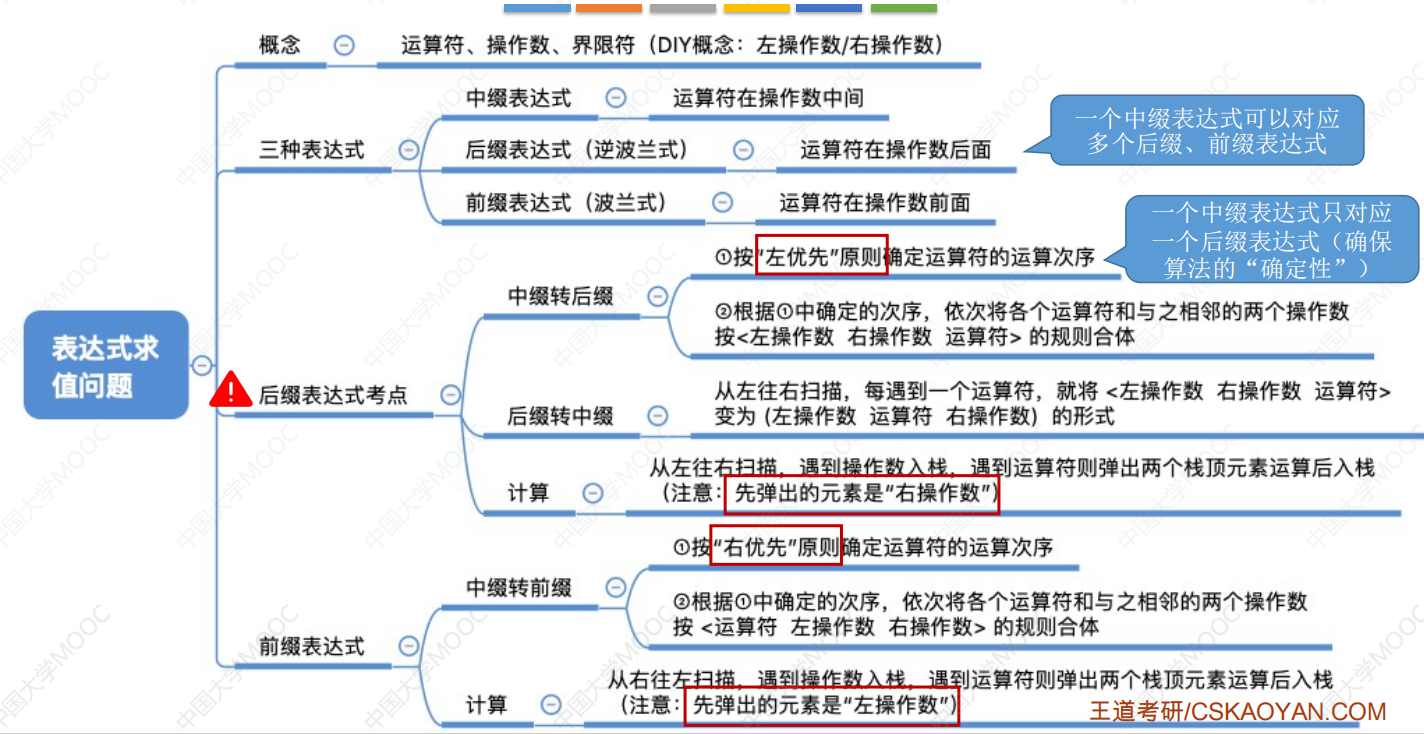 概念
运算符、操作数、界限符（DIY概念：左操作数/右操作数）
三种表达式
中缀表达式
运算符在操作数中间
后缀表达式（逆波兰式）
运算符在操作数后面
前缀表达式（波兰式）
运算符在操作数前面
一个中缀表达式可以对应
多个后缀、前缀表达式
表达式求
值问题
后缀表达式考点
中缀转后缀
①按“左优先”原则确定运算符的运算次序
一个中缀表达式只对应
一个后缀表达式（确保
算法的“确定性”）
②根据①中确定的次序，依次将各个运算符和与之相邻的两个操作数
按<左操作数 右操作数 运算符> 的规则合体
后缀转中缀
从左往右扫描，每遇到一个运算符，就将 <左操作数 右操作数 运算符>
变为 (左操作数 运算符 右操作数) 的形式
计算
从左往右扫描，遇到操作数入栈，遇到运算符则弹出两个栈顶元素运算后入栈
（注意：先弹出的元素是“右操作数”）
前缀表达式
中缀转前缀
①按“右优先”原则确定运算符的运算次序
②根据①中确定的次序，依次将各个运算符和与之相邻的两个操作数
按 <运算符 左操作数 右操作数> 的规则合体
计算
从右往左扫描，遇到操作数入栈，遇到运算符则弹出两个栈顶元素运算后入栈
（注意：先弹出的元素是“左操作数”）
王道考研/CSKAOYAN.COM
中国大学MOOC